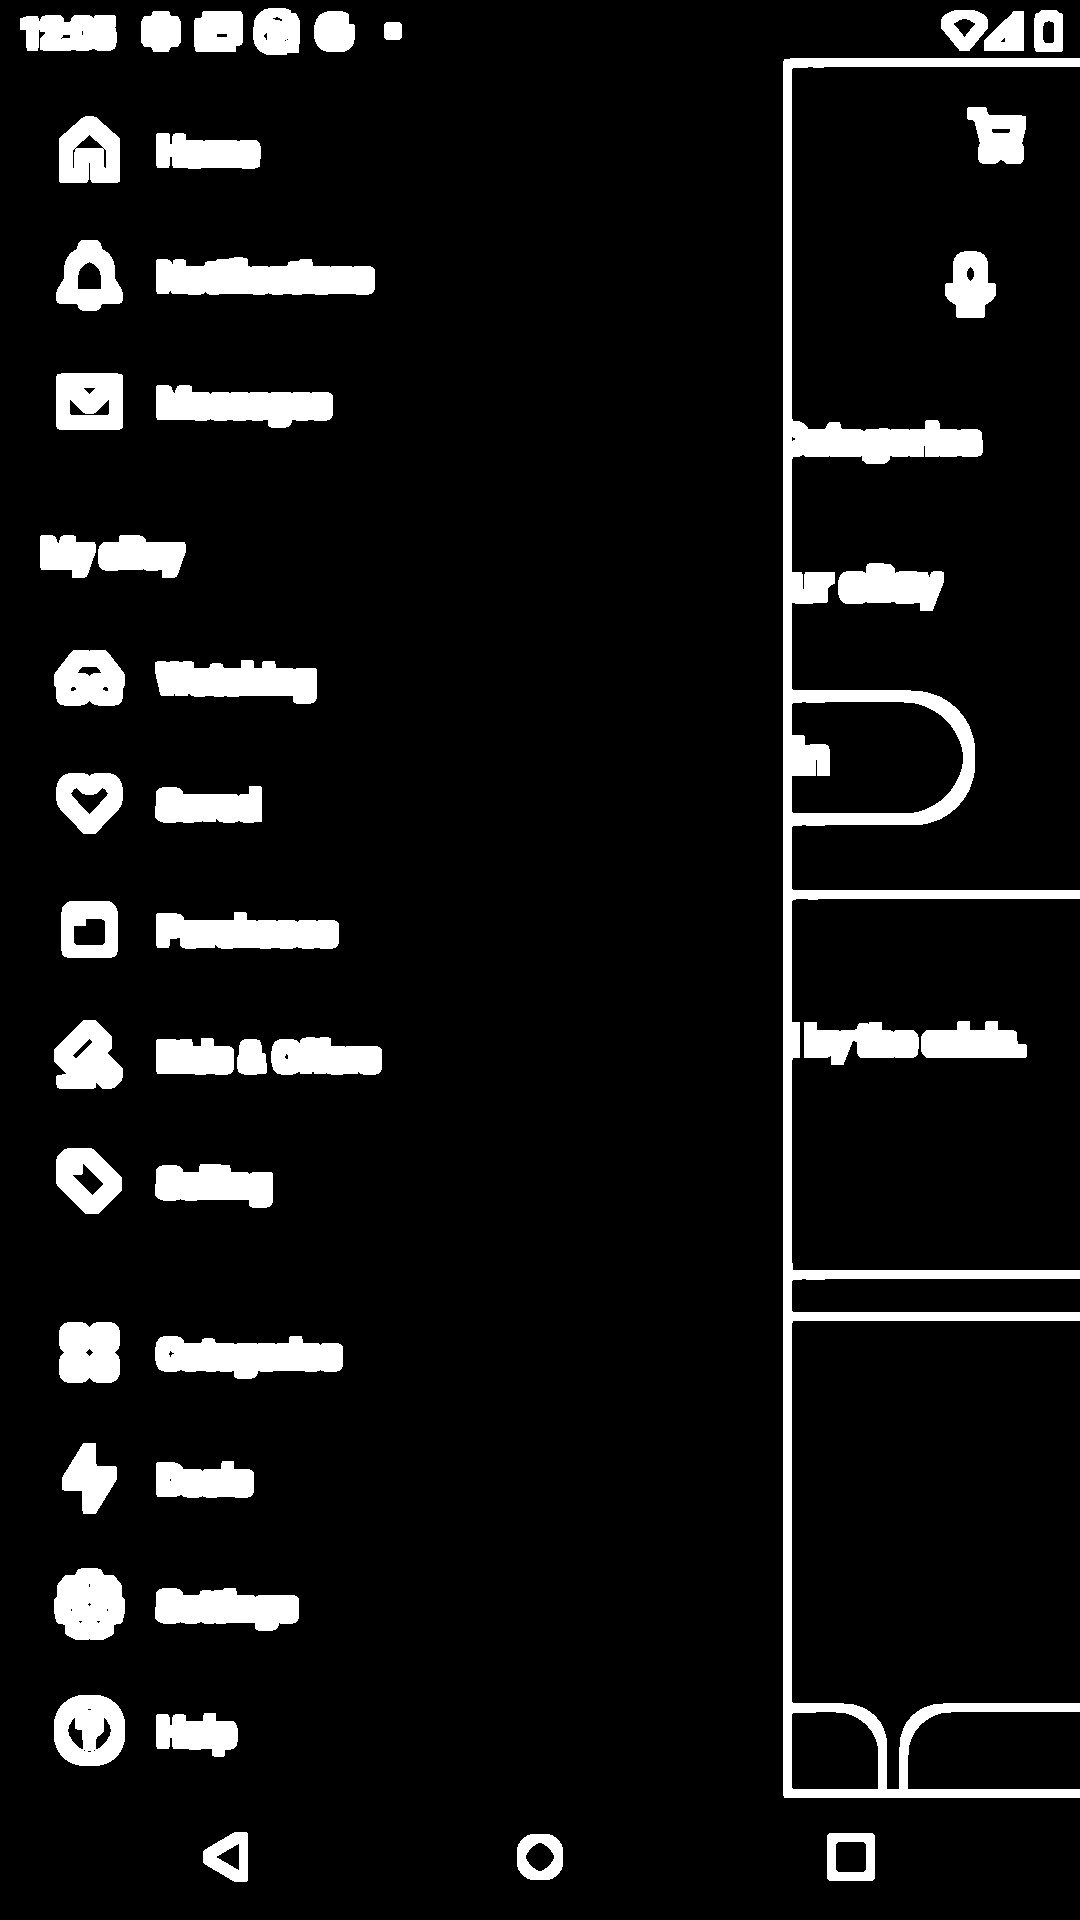 12:05
Home
Notifications
Messages
Categories
My eBay
ur eBay
Watching
in
Saved
Purchases
Bids & Offers
l by the
Selling
Categories
Deals
Settings
Help